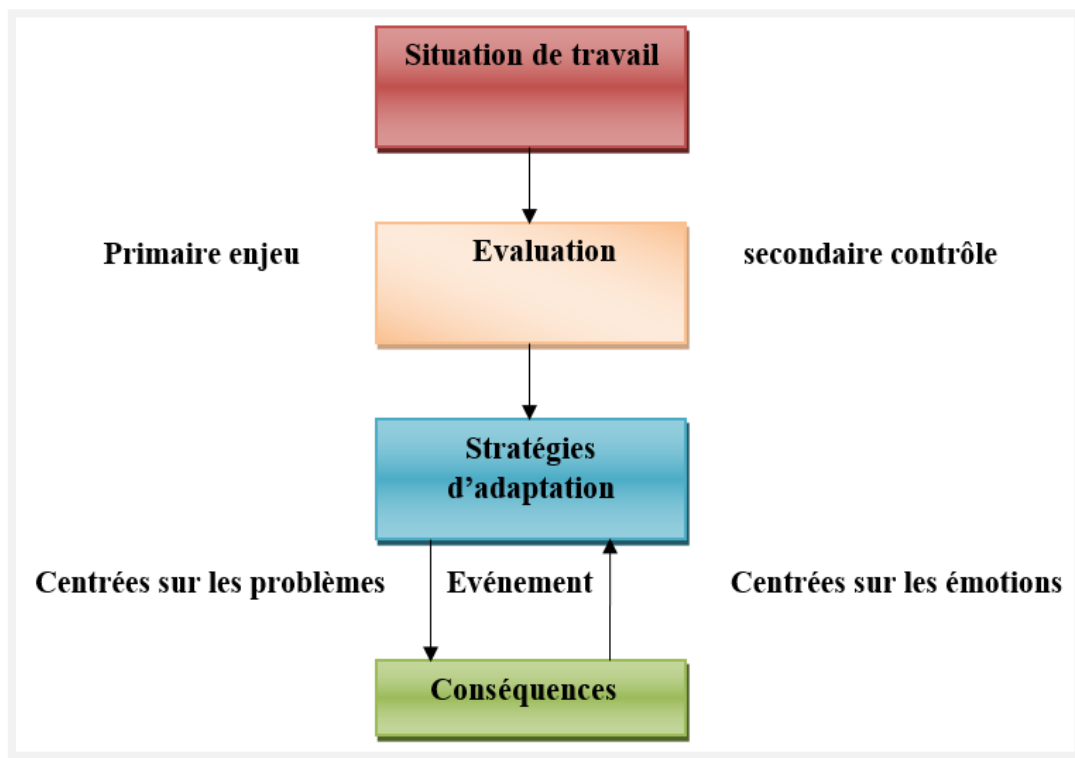 Situation de travail
Primaire enjeu
Evaluation
secondaire contrôle
Stratégies
d’adaptation
Centrées sur les problèmes
Evénement
Centrées sur les émotions
Conséquences